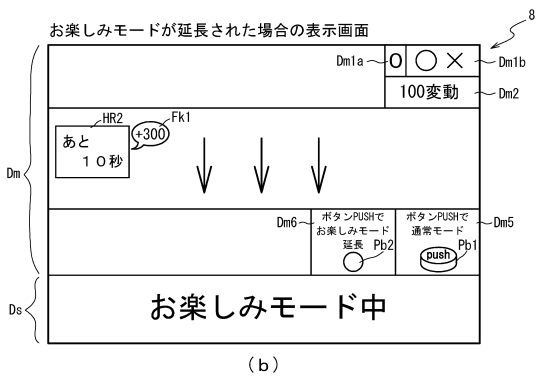 お楽しみモードが延長された場合の表示画面
8
Dm1a
0
○ ×
Dm1b
100変動
Dm2
HR2
Fk1
あと
10秒
+300
Dm
Dm6
ボタンPUSHで
お楽しみモード
延長
Pb2
ボタンPUSHで
通常モード
push
Pb1
Dm5
Ds
お楽しみモード中
(b)